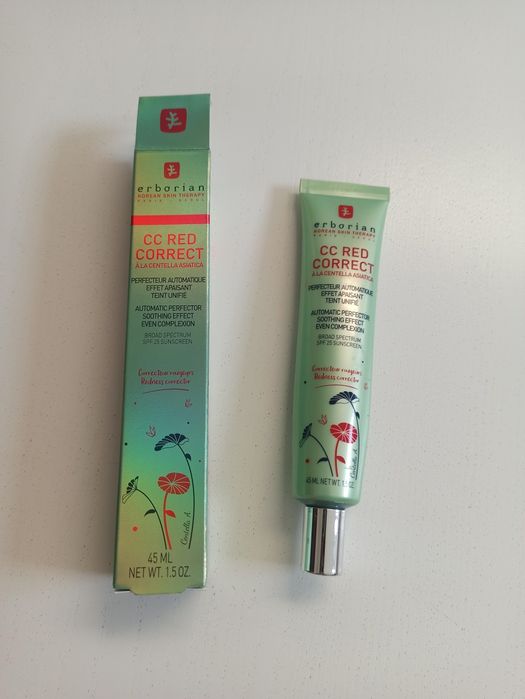 erborian
KOREAN SKIN THERAPY
PARIS - SEOUL
CC RED
CORRECT
À LA CENTELLA ASIATICA
PERFECTEUR AUTOMATIQUE
EFFET APAISANT
TEINT UNIFIÉ
AUTOMATIC PERFECTOR
SOOTHING EFFECT
EVEN COMPLEXION
BROAD SPECTRUM
SPF 25 SUNSCREEN
Correcteur rougeurs
Redness corrector
Centella A.
45 ML
NET WT. 1.5 OZ.
erborian
KOREAN SKIN THERAPY
PARIS - SEOUL
CC RED
CORRECT
À LA CENTELLA ASIATICA
PERFECTEUR AUTOMATIQUE
EFFET APAISANT
TEINT UNIFIÉ
AUTOMATIC PERFECTOR
SOOTHING EFFECT
EVEN COMPLEXION
BROAD SPECTRUM
SPF 25 SUNSCREEN
Correcteur rougeurs
Redness corrector
Centella A.
45 ML NET WT. 1.5 OZ.